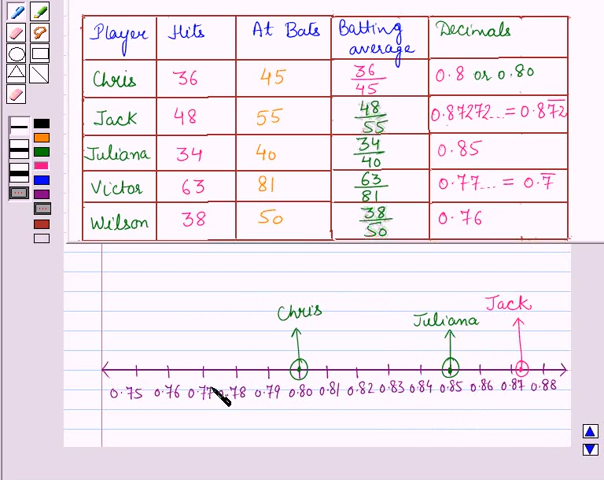 Player Hits At Bats Batting average Decimals
Chris 36 45 36/45 0.8 or 0.80
Jack 48 55 48/55 0.87272... = 0.87̅2̅
Juliana 34 40 34/40 0.85
Victor 63 81 63/81 0.77... = 0.7̅
Wilson 38 50 38/50 0.76
Chris Juliana Jack
0.75 0.76 0.77 0.78 0.79 0.80 0.81 0.82 0.83 0.84 0.85 0.86 0.87 0.88